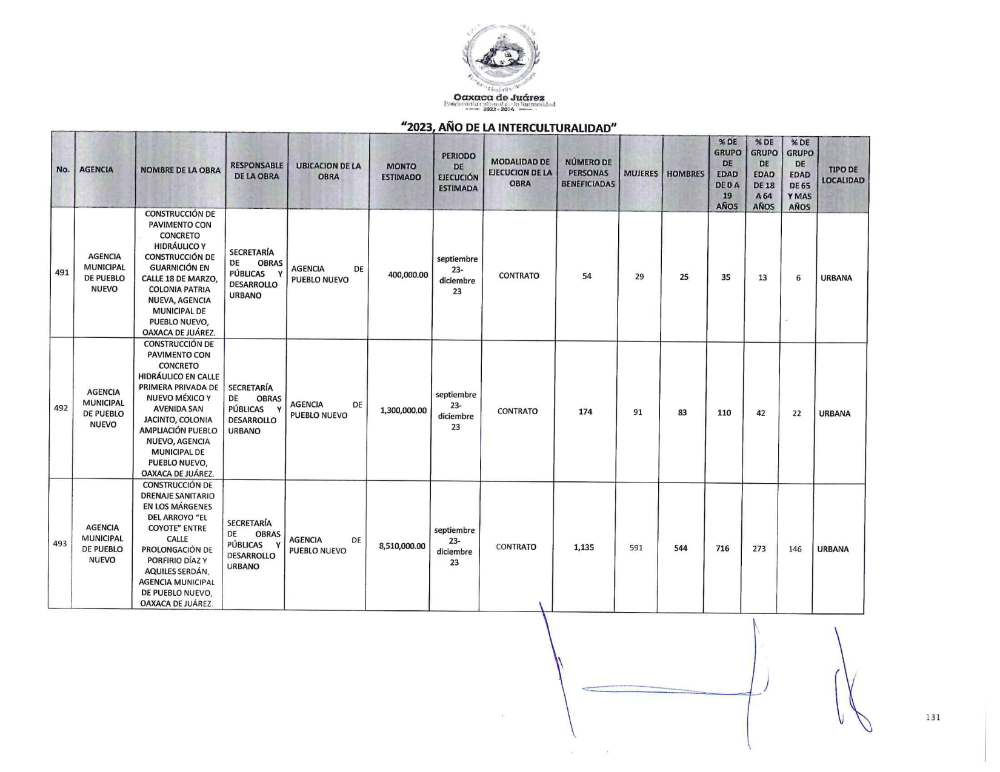 Oaxaca de Juárez
Patrimonio cultural de la humanidad
2022 - 2024
“2023, AÑO DE LA INTERCULTURALIDAD”
No.
AGENCIA
NOMBRE DE LA OBRA
RESPONSABLE
DE LA OBRA
UBICACION DE LA
OBRA
MONTO
ESTIMADO
PERIODO
DE
EJECUCIÓN
ESTIMADA
MODALIDAD DE
EJECUCION DE LA
OBRA
NÚMERO DE
PERSONAS
BENEFICIADAS
MUJERES
HOMBRES
% DE
GRUPO
DE
EDAD
DE 0 A
19
AÑOS
% DE
GRUPO
DE
EDAD
DE 18
A 64
AÑOS
% DE
GRUPO
DE
EDAD
DE 65
Y MAS
AÑOS
TIPO DE
LOCALIDAD
491
AGENCIA
MUNICIPAL
DE PUEBLO
NUEVO
CONSTRUCCIÓN DE
PAVIMENTO CON
CONCRETO
HIDRÁULICO Y
CONSTRUCCIÓN DE
GUARNICIÓN EN
CALLE 18 DE MARZO,
COLONIA PATRIA
NUEVA, AGENCIA
MUNICIPAL DE
PUEBLO NUEVO,
OAXACA DE JUÁREZ.
SECRETARÍA
DE OBRAS
PÚBLICAS Y
DESARROLLO
URBANO
AGENCIA DE
PUEBLO NUEVO
400,000.00
septiembre
23-
diciembre
23
CONTRATO
54
29
25
35
13
6
URBANA
492
AGENCIA
MUNICIPAL
DE PUEBLO
NUEVO
CONSTRUCCIÓN DE
PAVIMENTO CON
CONCRETO
HIDRÁULICO EN CALLE
PRIMERA PRIVADA DE
NUEVO MÉXICO Y
AVENIDA SAN
JACINTO, COLONIA
AMPLIACIÓN PUEBLO
NUEVO, AGENCIA
MUNICIPAL DE
PUEBLO NUEVO,
OAXACA DE JUÁREZ.
SECRETARÍA
DE OBRAS
PÚBLICAS Y
DESARROLLO
URBANO
AGENCIA DE
PUEBLO NUEVO
1,300,000.00
septiembre
23-
diciembre
23
CONTRATO
174
91
83
110
42
22
URBANA
493
AGENCIA
MUNICIPAL
DE PUEBLO
NUEVO
CONSTRUCCIÓN DE
DRENAJE SANITARIO
EN LOS MÁRGENES
DEL ARROYO “EL
COYOTE” ENTRE
CALLE
PROLONGACIÓN DE
PORFIRIO DÍAZ Y
AQUILES SERDÁN,
AGENCIA MUNICIPAL
DE PUEBLO NUEVO,
OAXACA DE JUÁREZ.
SECRETARÍA
DE OBRAS
PÚBLICAS Y
DESARROLLO
URBANO
AGENCIA DE
PUEBLO NUEVO
8,510,000.00
septiembre
23-
diciembre
23
CONTRATO
1,135
591
544
716
273
146
URBANA
131